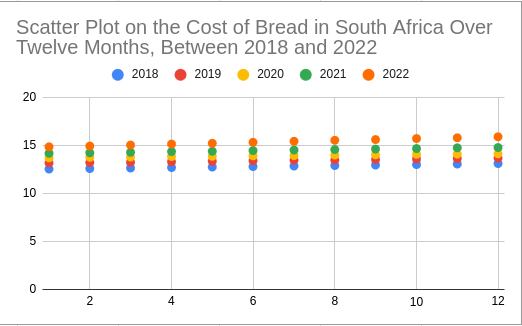 Scatter Plot on the Cost of Bread in South Africa Over
Twelve Months, Between 2018 and 2022
2018 2019 2020 2021 2022
20
15
10
5
0
2 4 6 8 10 12